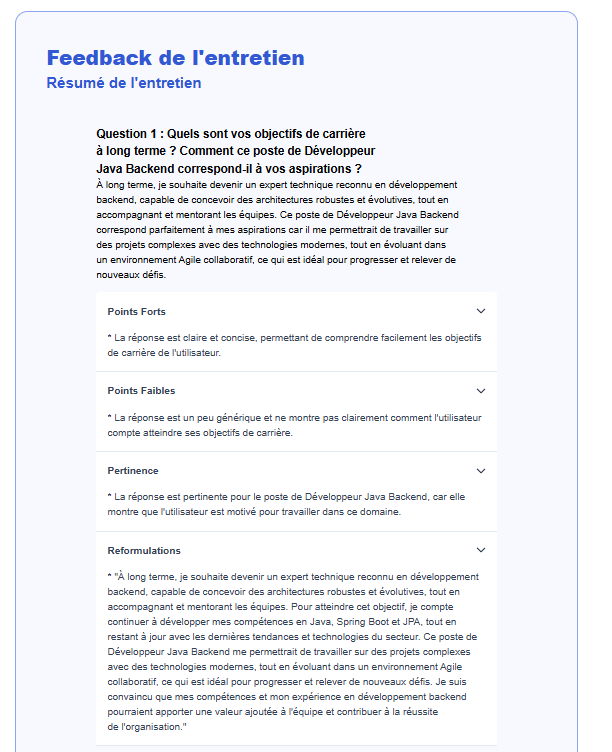 Feedback de l'entretien
Résumé de l'entretien
Question 1 : Quels sont vos objectifs de carrière
à long terme ? Comment ce poste de Développeur
Java Backend correspond-il à vos aspirations ?
À long terme, je souhaite devenir un expert technique reconnu en développement
backend, capable de concevoir des architectures robustes et évolutives, tout en
accompagnant et mentorant les équipes. Ce poste de Développeur Java Backend
correspond parfaitement à mes aspirations car il me permettrait de travailler sur
des projets complexes avec des technologies modernes, tout en évoluant dans
un environnement Agile collaboratif, ce qui est idéal pour progresser et relever de
nouveaux défis.
Points Forts
* La réponse est claire et concise, permettant de comprendre facilement les objectifs
de carrière de l'utilisateur.
Points Faibles
* La réponse est un peu générique et ne montre pas clairement comment l'utilisateur
compte atteindre ses objectifs de carrière.
Pertinence
* La réponse est pertinente pour le poste de Développeur Java Backend, car elle
montre que l'utilisateur est motivé pour travailler dans ce domaine.
Reformulations
* "À long terme, je souhaite devenir un expert technique reconnu en développement
backend, capable de concevoir des architectures robustes et évolutives, tout en
accompagnant et mentorant les équipes. Pour atteindre cet objectif, je compte
continuer à développer mes compétences en Java, Spring Boot et JPA, tout en
restant à jour avec les dernières tendances et technologies du secteur. Ce poste de
Développeur Java Backend me permettrait de travailler sur des projets complexes
avec des technologies modernes, tout en évoluant dans un environnement Agile
collaboratif, ce qui est idéal pour progresser et relever de nouveaux défis. Je suis
convaincu que mes compétences et mon expérience en développement backend
pourraient apporter une valeur ajoutée à l'équipe et contribuer à la réussite
de l'organisation."